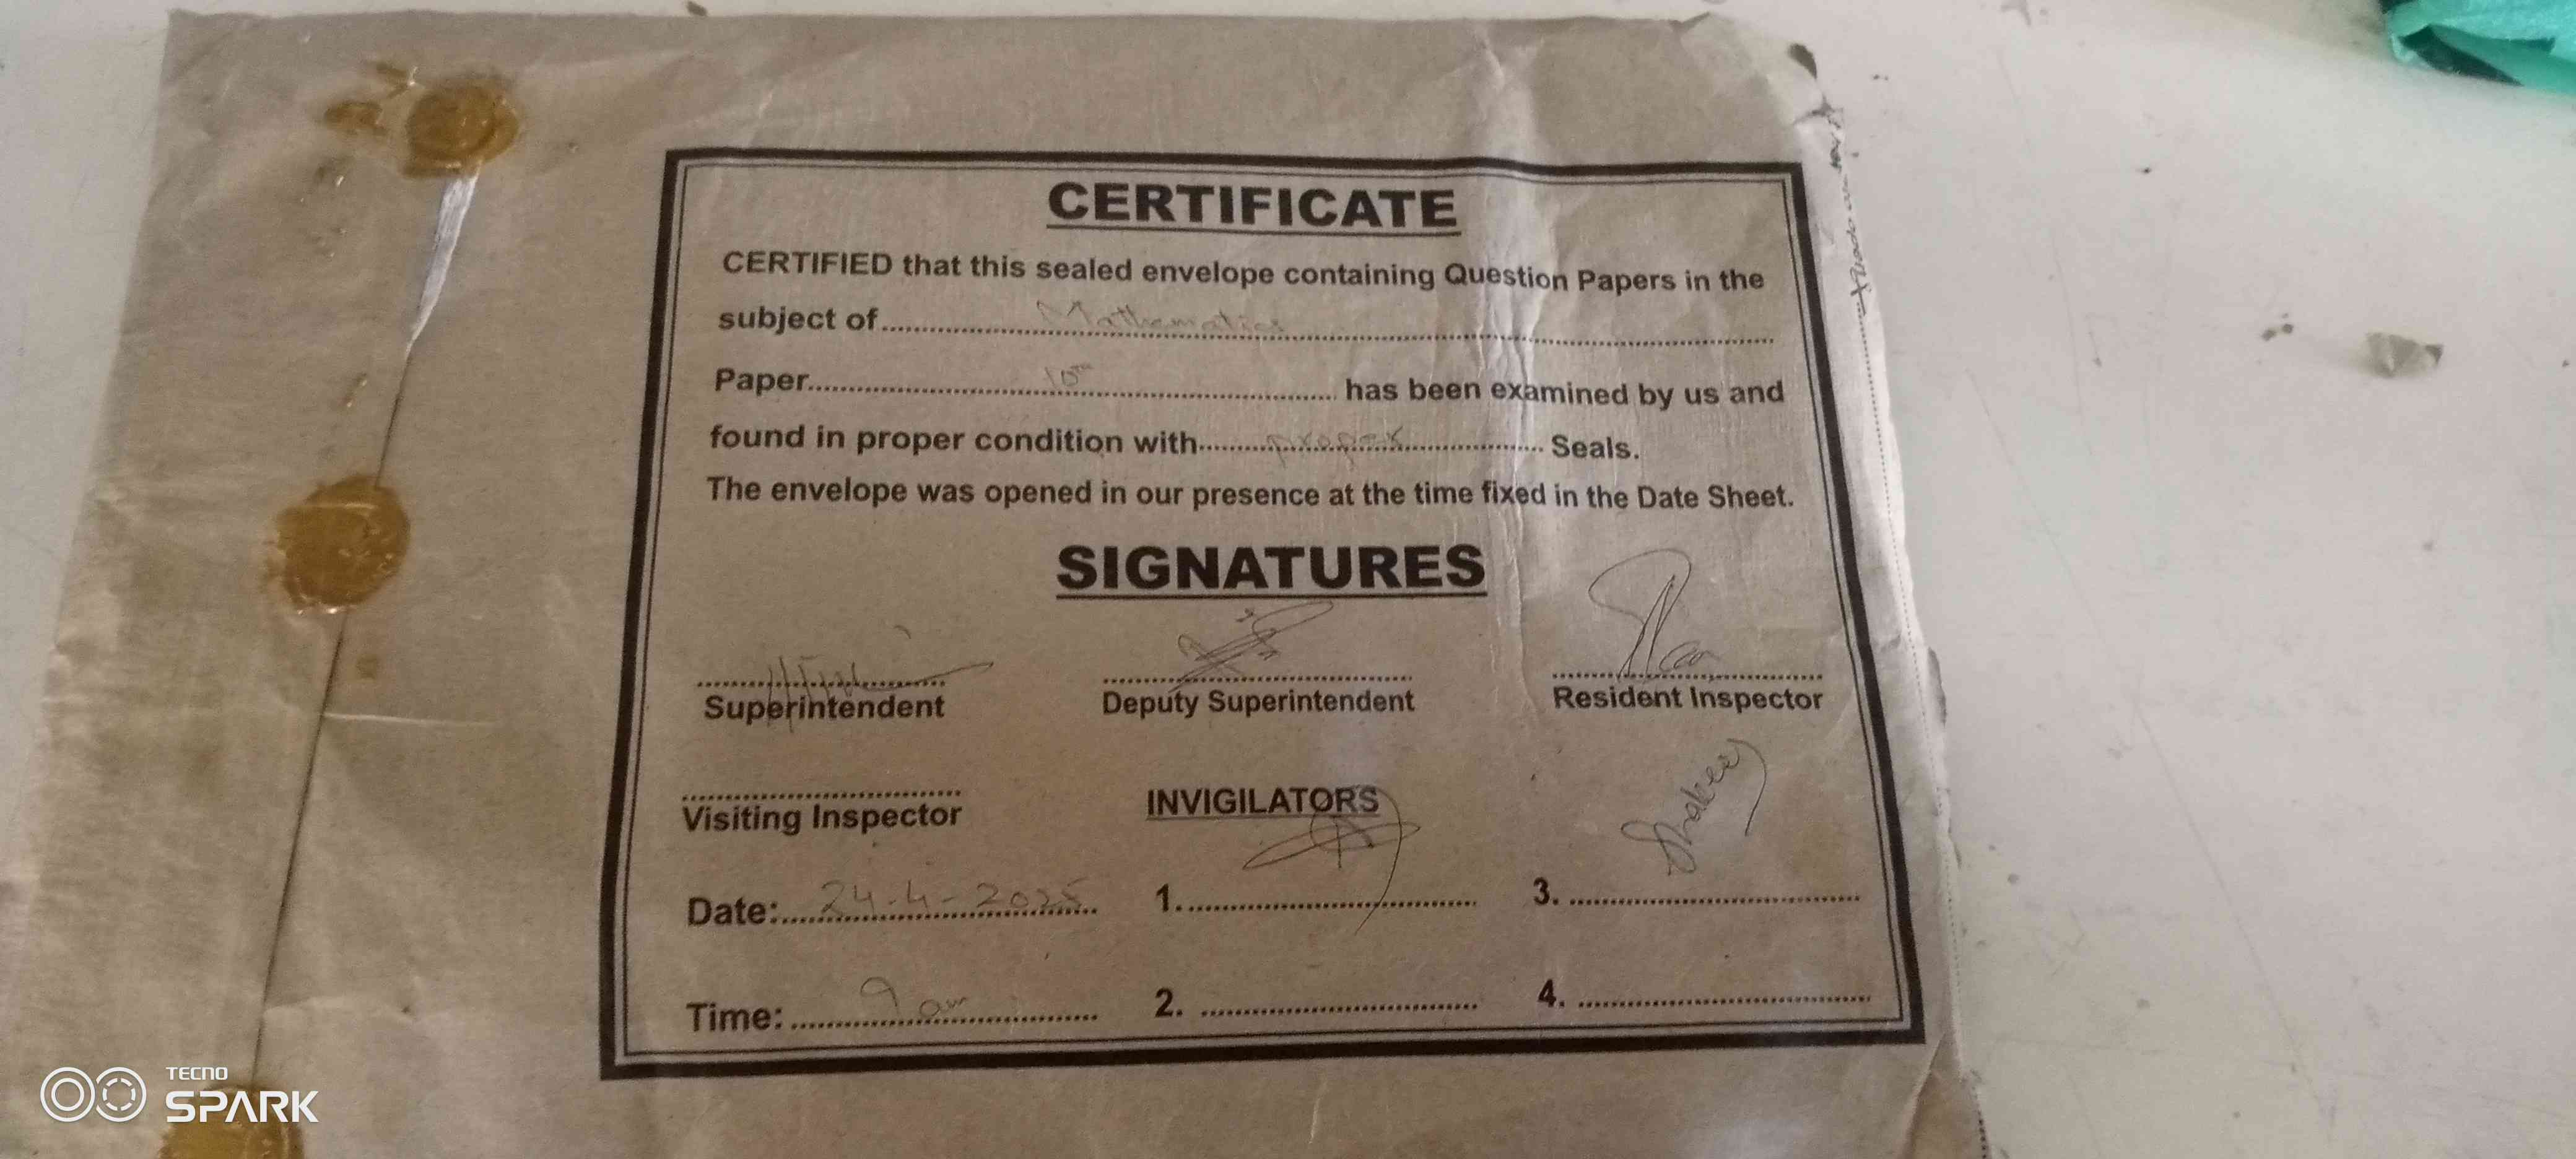 CERTIFICATE
CERTIFIED that this sealed envelope containing Question Papers in the
subject of Mathematics
Paper 10th has been examined by us and
found in proper condition with proper Seals.
The envelope was opened in our presence at the time fixed in the Date Sheet.
SIGNATURES
Superintendent Deputy Superintendent Resident Inspector
Visiting Inspector INVIGILATORS
Date: 24-4-2025 1. 3.
Time: 9 am 2. 4.
TECNO
SPARK